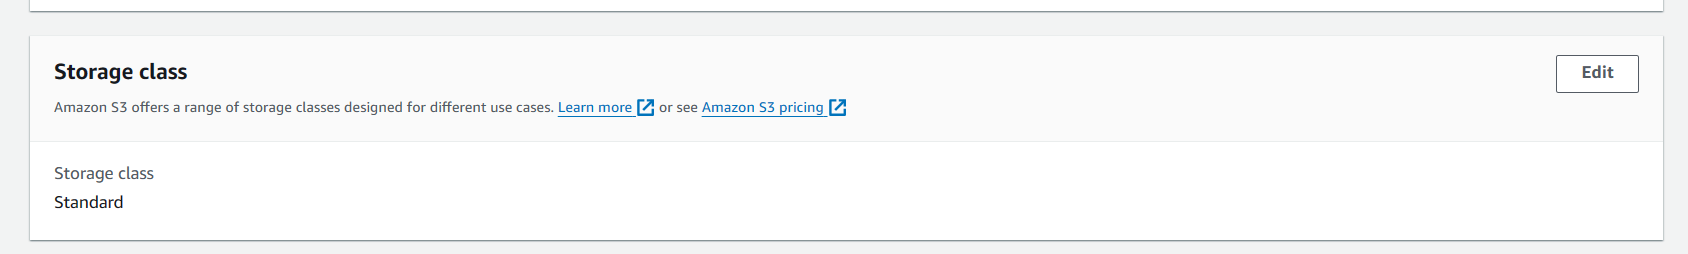 Storage class
Edit
Amazon S3 offers a range of storage classes designed for different use cases. Learn more or see Amazon S3 pricing
Storage class
Standard